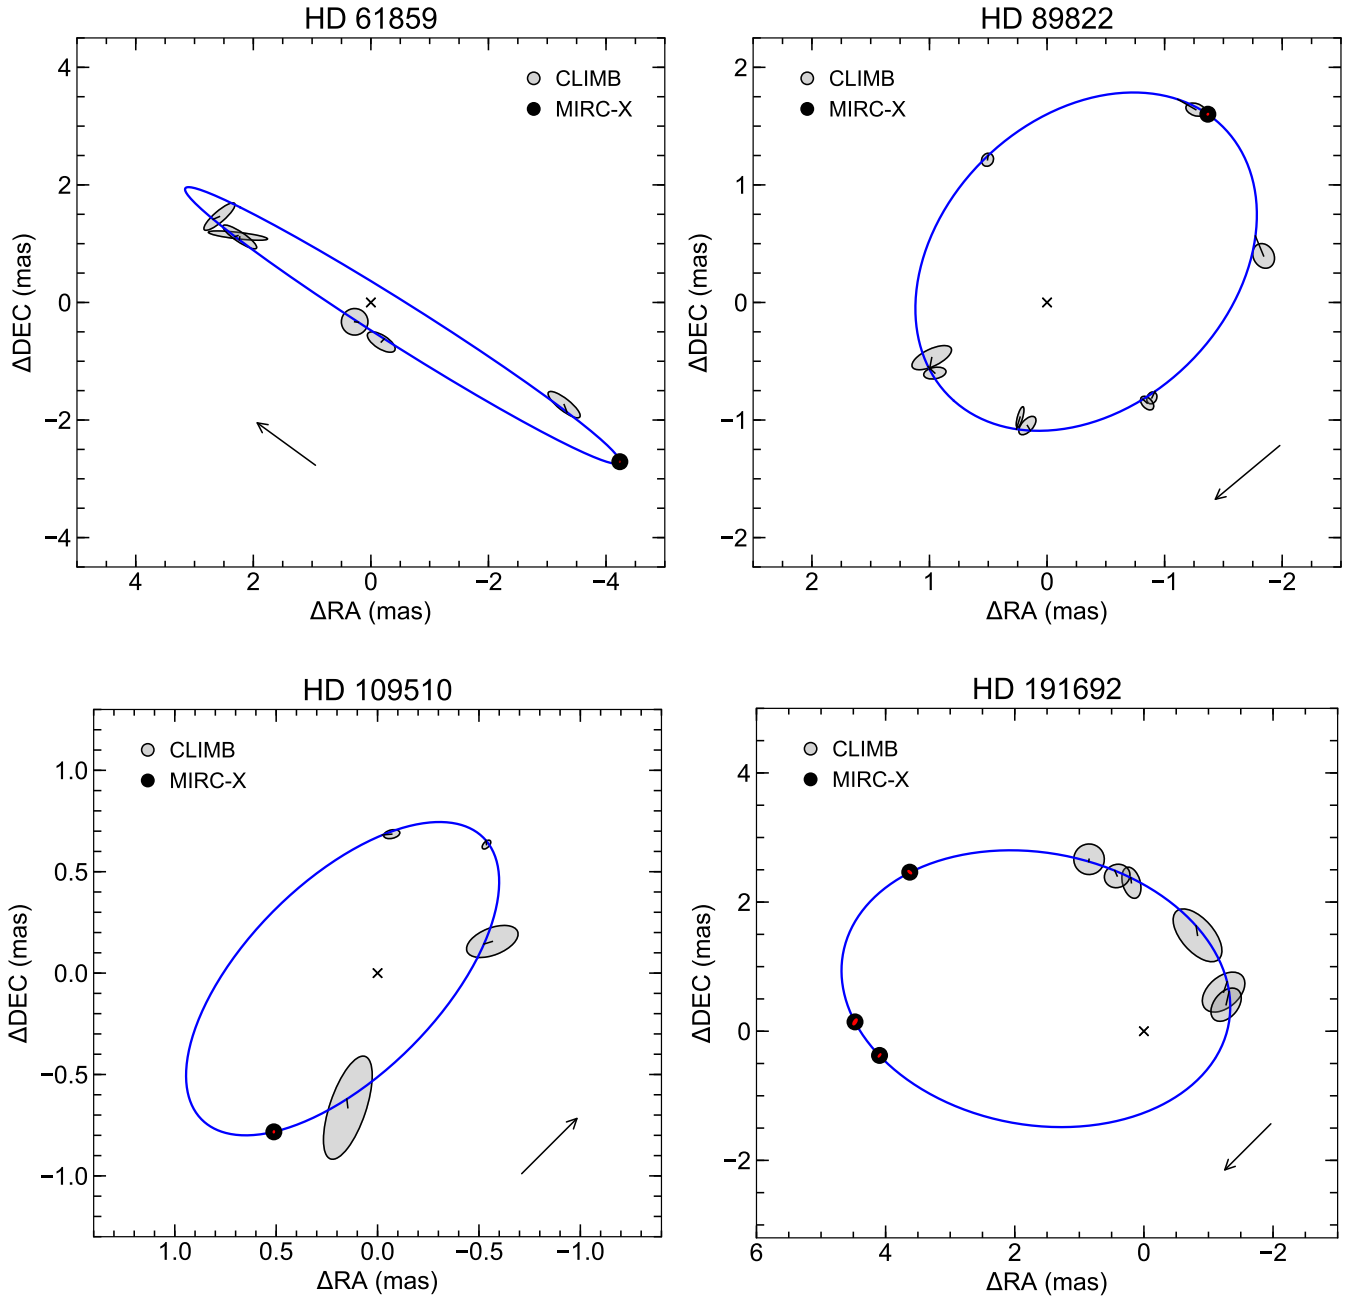 HD 61859
CLIMB
MIRC-X
4
2
0
−2
−4
ΔDEC (mas)
4 2 0 −2 −4
ΔRA (mas)
HD 89822
CLIMB
MIRC-X
2
1
0
−1
−2
ΔDEC (mas)
2 1 0 −1 −2
ΔRA (mas)
HD 109510
CLIMB
MIRC-X
1.0
0.5
0.0
−0.5
−1.0
ΔDEC (mas)
1.0 0.5 0.0 −0.5 −1.0
ΔRA (mas)
HD 191692
CLIMB
MIRC-X
4
2
0
−2
ΔDEC (mas)
6 4 2 0 −2
ΔRA (mas)